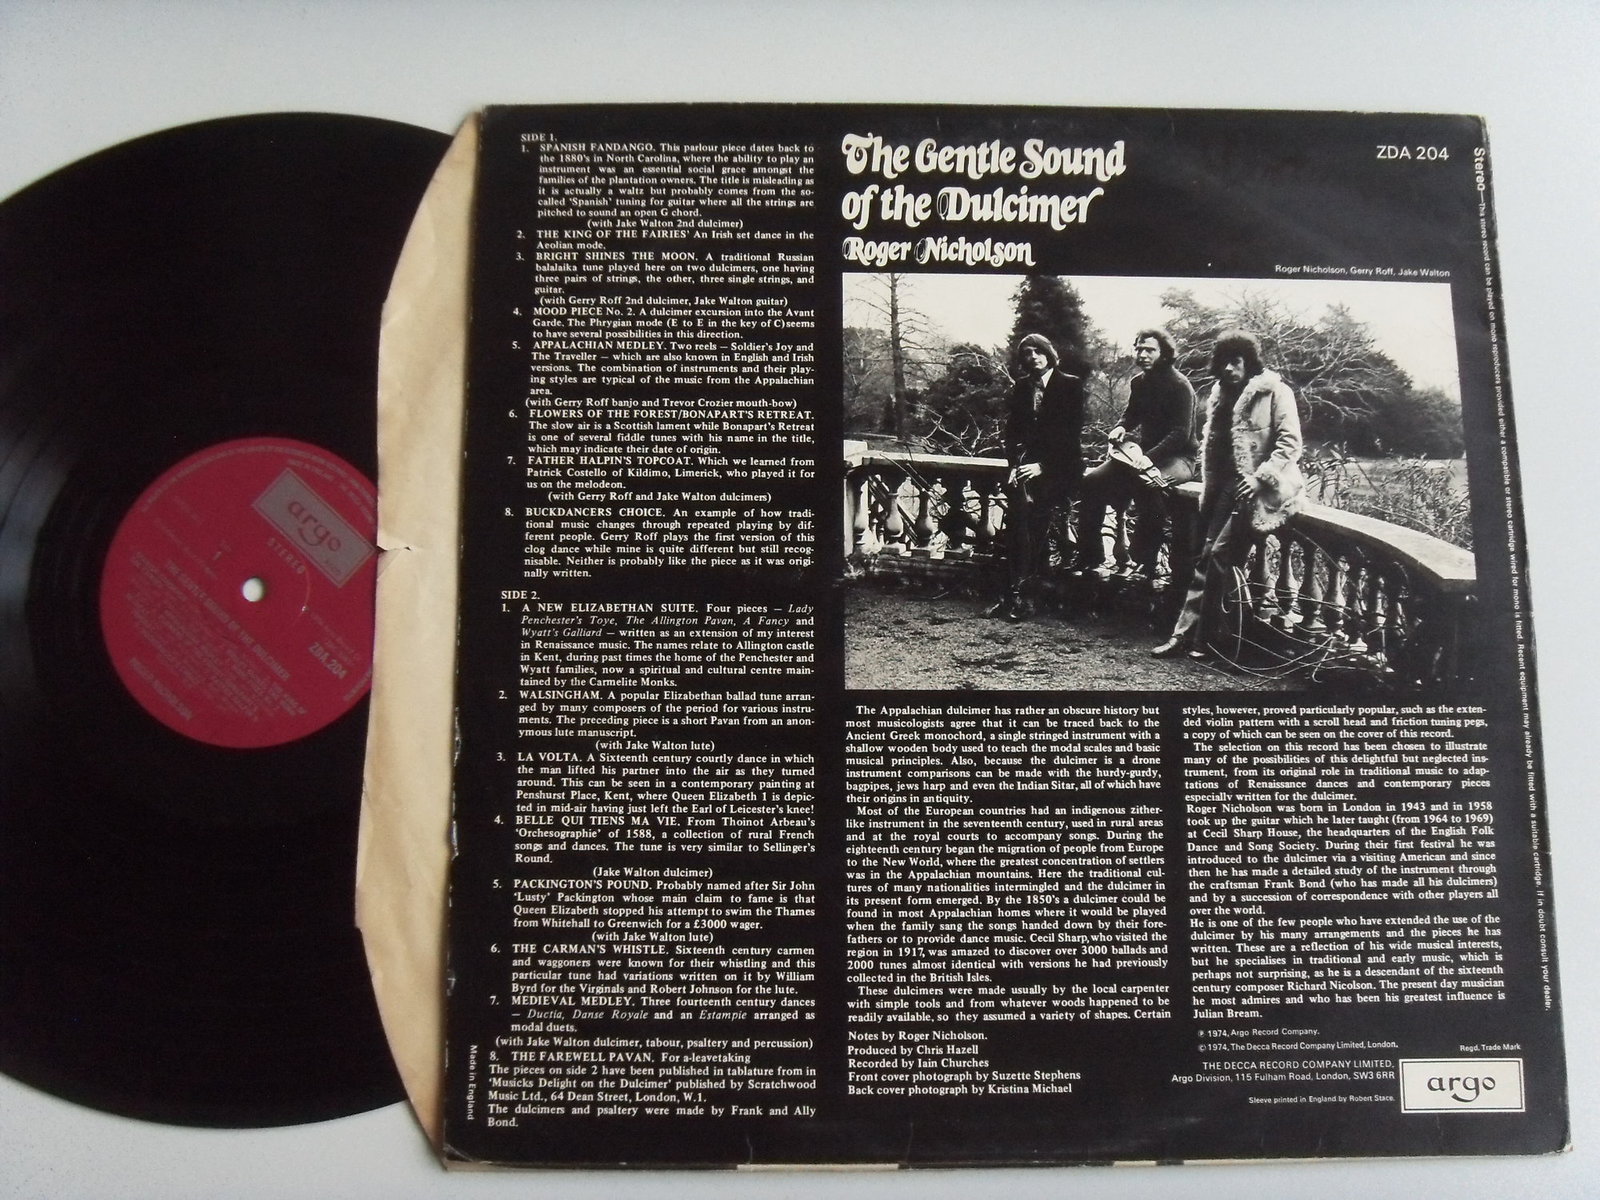 SIDE 1.
1. SPANISH FANDANGO. This parlour piece dates back to
the 1880's in North Carolina, where the ability to play an
instrument was an essential social grace amongst the
families of the plantation owners. The title is misleading as
it is actually a waltz but probably comes from the so-
called 'Spanish' tuning for guitar where all the strings are
pitched to sound an open G chord.
(with Jake Walton 2nd dulcimer)
2. THE KING OF THE FAIRIES' An Irish set dance in the
Aeolian mode.
3. BRIGHT SHINES THE MOON. A traditional Russian
balalaika tune played here on two dulcimers, one having
three pairs of strings, the other, three single strings, and
guitar.
(with Gerry Roff 2nd dulcimer, Jake Walton guitar)
4. MOOD PIECE No. 2. A dulcimer excursion into the Avant
Garde. The Phrygian mode (E to E in the key of C) seems
to have several possibilities in this direction.
5. APPALACHIAN MEDLEY. Two reels – Soldier's Joy and
The Traveller – which are also known in English and Irish
versions. The combination of instruments and their play-
ing styles are typical of the music from the Appalachian
area.
(with Gerry Roff banjo and Trevor Crozier mouth-bow)
6. FLOWERS OF THE FOREST/BONAPART'S RETREAT.
The slow air is a Scottish lament while Bonapart's Retreat
is one of several fiddle tunes with his name in the title,
which may indicate their date of origin.
7. FATHER HALPIN'S TOPCOAT. Which we learned from
Patrick Costello of Kildimo, Limerick, who played it for
us on the melodeon.
(with Gerry Roff and Jake Walton dulcimers)
8. BUCKDANCERS CHOICE. An example of how tradi-
tional music changes through repeated playing by dif-
ferent people. Gerry Roff plays the first version of this
clog dance while mine is quite different but still recog-
nisable. Neither is probably like the piece as it was origi-
nally written.
SIDE 2.
1. A NEW ELIZABETHAN SUITE. Four pieces – Lady
Penchester's Toye, The Allington Pavan, A Fancy and
Wyatt's Galliard – written as an extension of my interest
in Renaissance music. The names relate to Allington castle
in Kent, during past times the home of the Penchester and
Wyatt families, now a spiritual and cultural centre main-
tained by the Carmelite Monks.
2. WALSINGHAM. A popular Elizabethan ballad tune arran-
ged by many composers of the period for various instru-
ments. The preceding piece is a short Pavan from an anon-
ymous lute manuscript.
(with Jake Walton lute)
3. LA VOLTA. A Sixteenth century courtly dance in which
the man lifted his partner into the air as they turned
around. This can be seen in a contemporary painting at
Penshurst Place, Kent, where Queen Elizabeth 1 is depic-
ted in mid-air having just left the Earl of Leicester's knee!
4. BELLE QUI TIENS MA VIE. From Thoinot Arbeau's
'Orchesographie' of 1588, a collection of rural French
songs and dances. The tune is very similar to Sellinger's
Round.
(Jake Walton dulcimer)
5. PACKINGTON'S POUND. Probably named after Sir John
'Lusty' Packington whose main claim to fame is that
Queen Elizabeth stopped his attempt to swim the Thames
from Whitehall to Greenwich for a £3000 wager.
(with Jake Walton lute)
6. THE CARMAN'S WHISTLE. Sixteenth century carmen
and waggoners were known for their whistling and this
particular tune had variations written on it by William
Byrd for the Virginals and Robert Johnson for the lute.
7. MEDIEVAL MEDLEY. Three fourteenth century dances
– Ductia, Danse Royale and an Estampie arranged as
modal duets.
(with Jake Walton dulcimer, tabour, psaltery and percussion)
8. THE FAREWELL PAVAN. For a-leavetaking
The pieces on side 2 have been published in tablature from in
'Musicks Delight on the Dulcimer' published by Scratchwood
Music Ltd., 64 Dean Street, London, W.1.
The dulcimers and psaltery were made by Frank and Ally
Bond.
Made in England
The Gentle Sound
of the Dulcimer
Roger Nicholson
ZDA 204
Roger Nicholson, Gerry Roff, Jake Walton
The Appalachian dulcimer has rather an obscure history but
most musicologists agree that it can be traced back to the
Ancient Greek monochord, a single stringed instrument with a
shallow wooden body used to teach the modal scales and basic
musical principles. Also, because the dulcimer is a drone
instrument comparisons can be made with the hurdy-gurdy,
bagpipes, jews harp and even the Indian Sitar, all of which have
their origins in antiquity.
Most of the European countries had an indigenous zither-
like instrument in the seventeenth century, used in rural areas
and at the royal courts to accompany songs. During the
eighteenth century began the migration of people from Europe
to the New World, where the greatest concentration of settlers
was in the Appalachian mountains. Here the traditional cul-
tures of many nationalities intermingled and the dulcimer in
its present form emerged. By the 1850's a dulcimer could be
found in most Appalachian homes where it would be played
when the family sang the songs handed down by their fore-
fathers or to provide dance music. Cecil Sharp, who visited the
region in 1917, was amazed to discover over 3000 ballads and
2000 tunes almost identical with versions he had previously
collected in the British Isles.
These dulcimers were made usually by the local carpenter
with simple tools and from whatever woods happened to be
readily available, so they assumed a variety of shapes. Certain
styles, however, proved particularly popular, such as the exten-
ded violin pattern with a scroll head and friction tuning pegs,
a copy of which can be seen on the cover of this record.
The selection on this record has been chosen to illustrate
many of the possibilities of this delightful but neglected ins-
trument, from its original role in traditional music to adap-
tations of Renaissance dances and contemporary pieces
especially written for the dulcimer.
Roger Nicholson was born in London in 1943 and in 1958
took up the guitar which he later taught (from 1964 to 1969)
at Cecil Sharp House, the headquarters of the English Folk
Dance and Song Society. During their first festival he was
introduced to the dulcimer via a visiting American and since
then he has made a detailed study of the instrument through
the craftsman Frank Bond (who has made all his dulcimers)
and by a succession of correspondence with other players all
over the world.
He is one of the few people who have extended the use of the
dulcimer by his many arrangements and the pieces he has
written. These are a reflection of his wide musical interests,
but he specialises in traditional and early music, which is
perhaps not surprising, as he is a descendant of the sixteenth
century composer Richard Nicolson. The present day musician
he most admires and who has been his greatest influence is
Julian Bream.
Notes by Roger Nicholson.
Produced by Chris Hazell
Recorded by Iain Churches
Front cover photograph by Suzette Stephens
Back cover photograph by Kristina Michael
℗ 1974, Argo Record Company.
© 1974, The Decca Record Company Limited, London.
Regd. Trade Mark
THE DECCA RECORD COMPANY LIMITED,
Argo Division, 115 Fulham Road, London, SW3 6RR
argo
Sleeve printed in England by Robert Stace.
Stereo—This stereo record can be played on mono reproducers provided either a compatible or stereo cartridge wired for mono is fitted. Recent equipment may already be fitted with a suitable cartridge. If in doubt consult your dealer.
argo
STEREO
1
ZDA.204
THE GENTLE SOUND OF THE DULCIMER
ROGER NICHOLSON